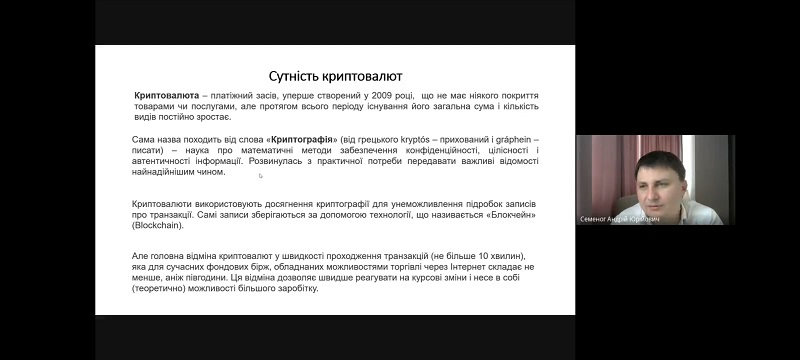 Сутність криптовалют
Криптовалюта – платіжний засів, уперше створений у 2009 році, що не має ніякого покриття
товарами чи послугами, але протягом всього періоду існування його загальна сума і кількість
видів постійно зростає.
Сама назва походить від слова «Криптографія» (від грецького kryptós – прихований і gráphein –
писати) – наука про математичні методи забезпечення конфіденційності, цілісності і
автентичності інформації. Розвинулась з практичної потреби передавати важливі відомості
найнадійнішим чином.
Криптовалюти використовують досягнення криптографії для унеможливлення підробок записів
про транзакції. Самі записи зберігаються за допомогою технології, що називається «Блокчейн»
(Blockchain).
Але головна відміна криптовалют у швидкості проходження транзакцій (не більше 10 хвилин),
яка для сучасних фондових бірж, обладнаних можливостями торгівлі через Інтернет складає не
менше, аніж півгодини. Ця відміна дозволяє швидше реагувати на курсові зміни і несе в собі
(теоретично) можливості більшого заробітку.
Семеног Андрій Юрійович